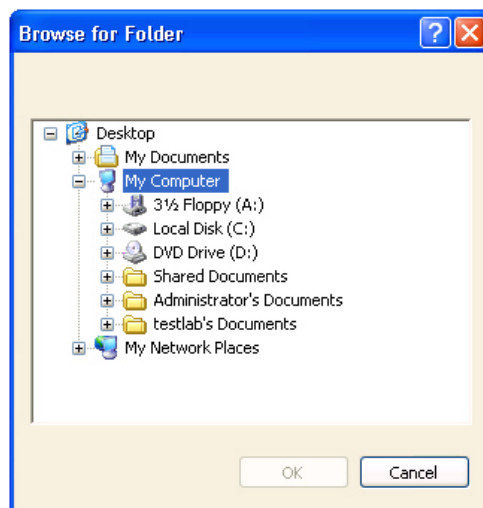 Browse for Folder
Desktop
My Documents
My Computer
3½ Floppy (A:)
Local Disk (C:)
DVD Drive (D:)
Shared Documents
Administrator's Documents
testlab's Documents
My Network Places
OK Cancel